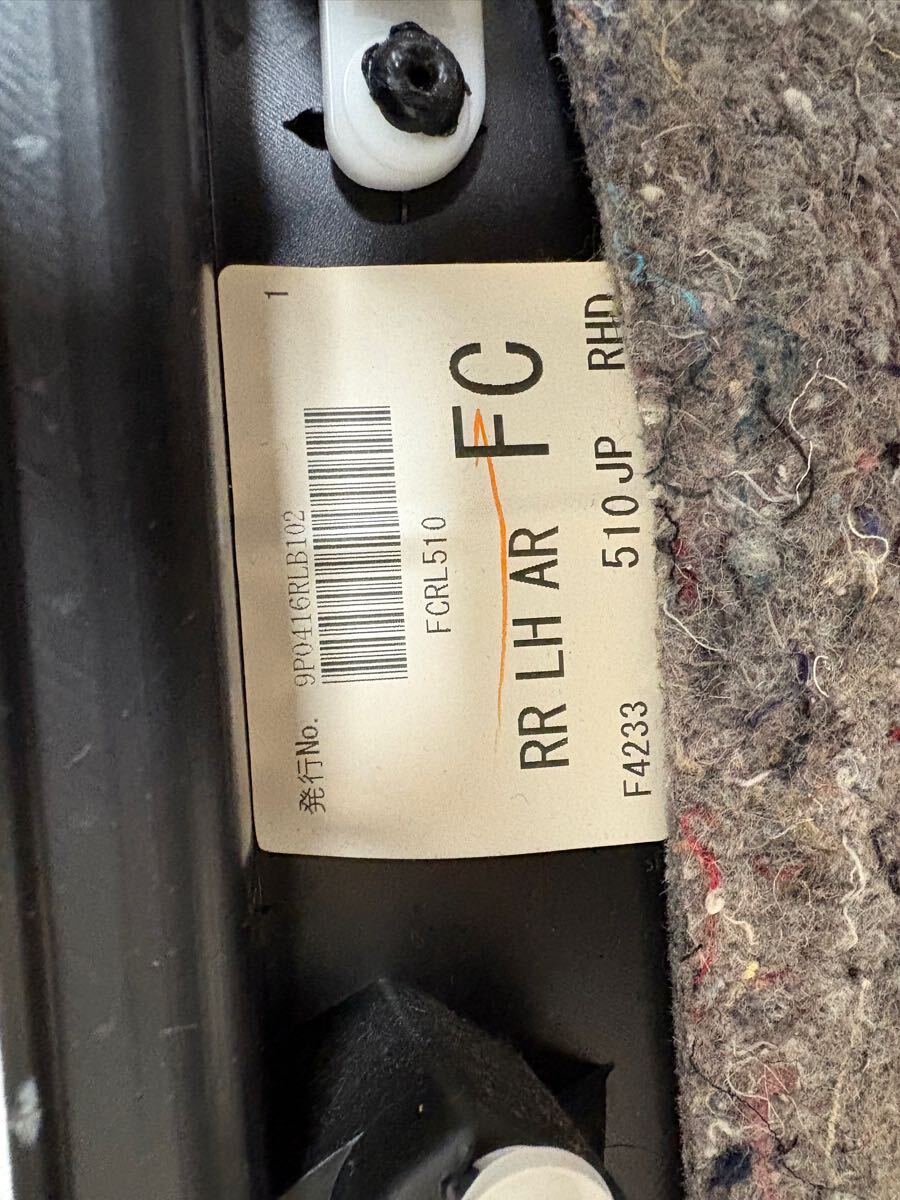 1
発行No. 9P0416RLB102
FCRL510
RR LH AR FC
F4233 510JP RHD